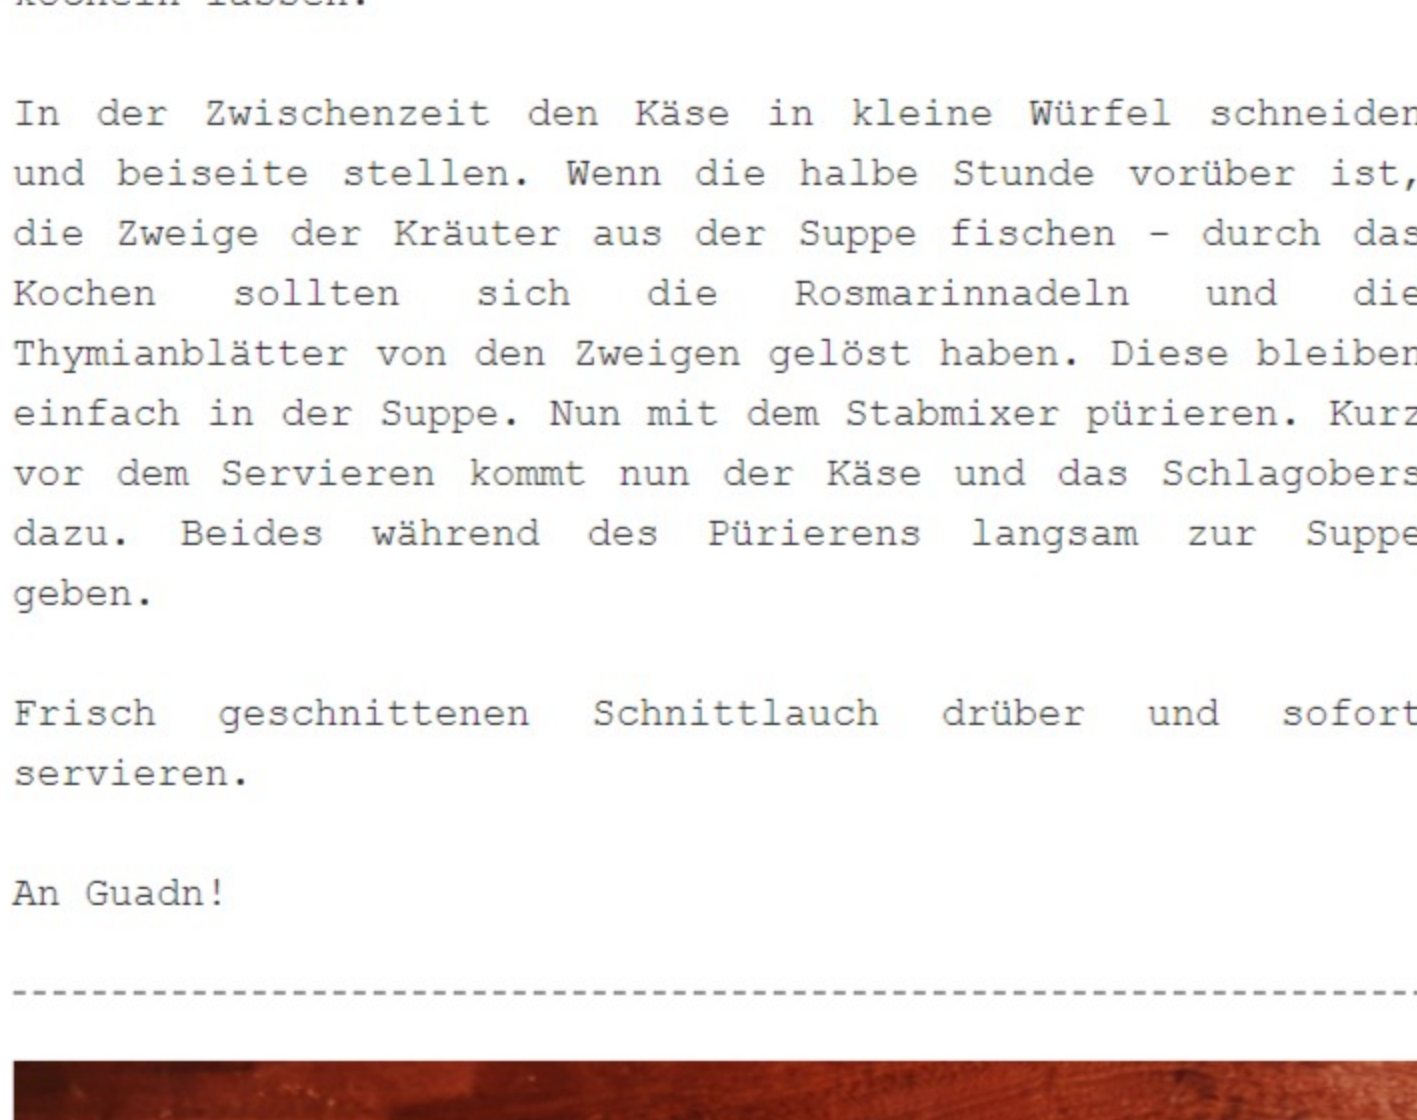 In der Zwischenzeit den Käse in kleine Würfel schneiden
und beiseite stellen. Wenn die halbe Stunde vorüber ist,
die Zweige der Kräuter aus der Suppe fischen - durch das
Kochen sollten sich die Rosmarinnadeln und die
Thymianblätter von den Zweigen gelöst haben. Diese bleiben
einfach in der Suppe. Nun mit dem Stabmixer pürieren. Kurz
vor dem Servieren kommt nun der Käse und das Schlagobers
dazu. Beides während des Pürierens langsam zur Suppe
geben.
Frisch geschnittenen Schnittlauch drüber und sofort
servieren.
An Guadn!